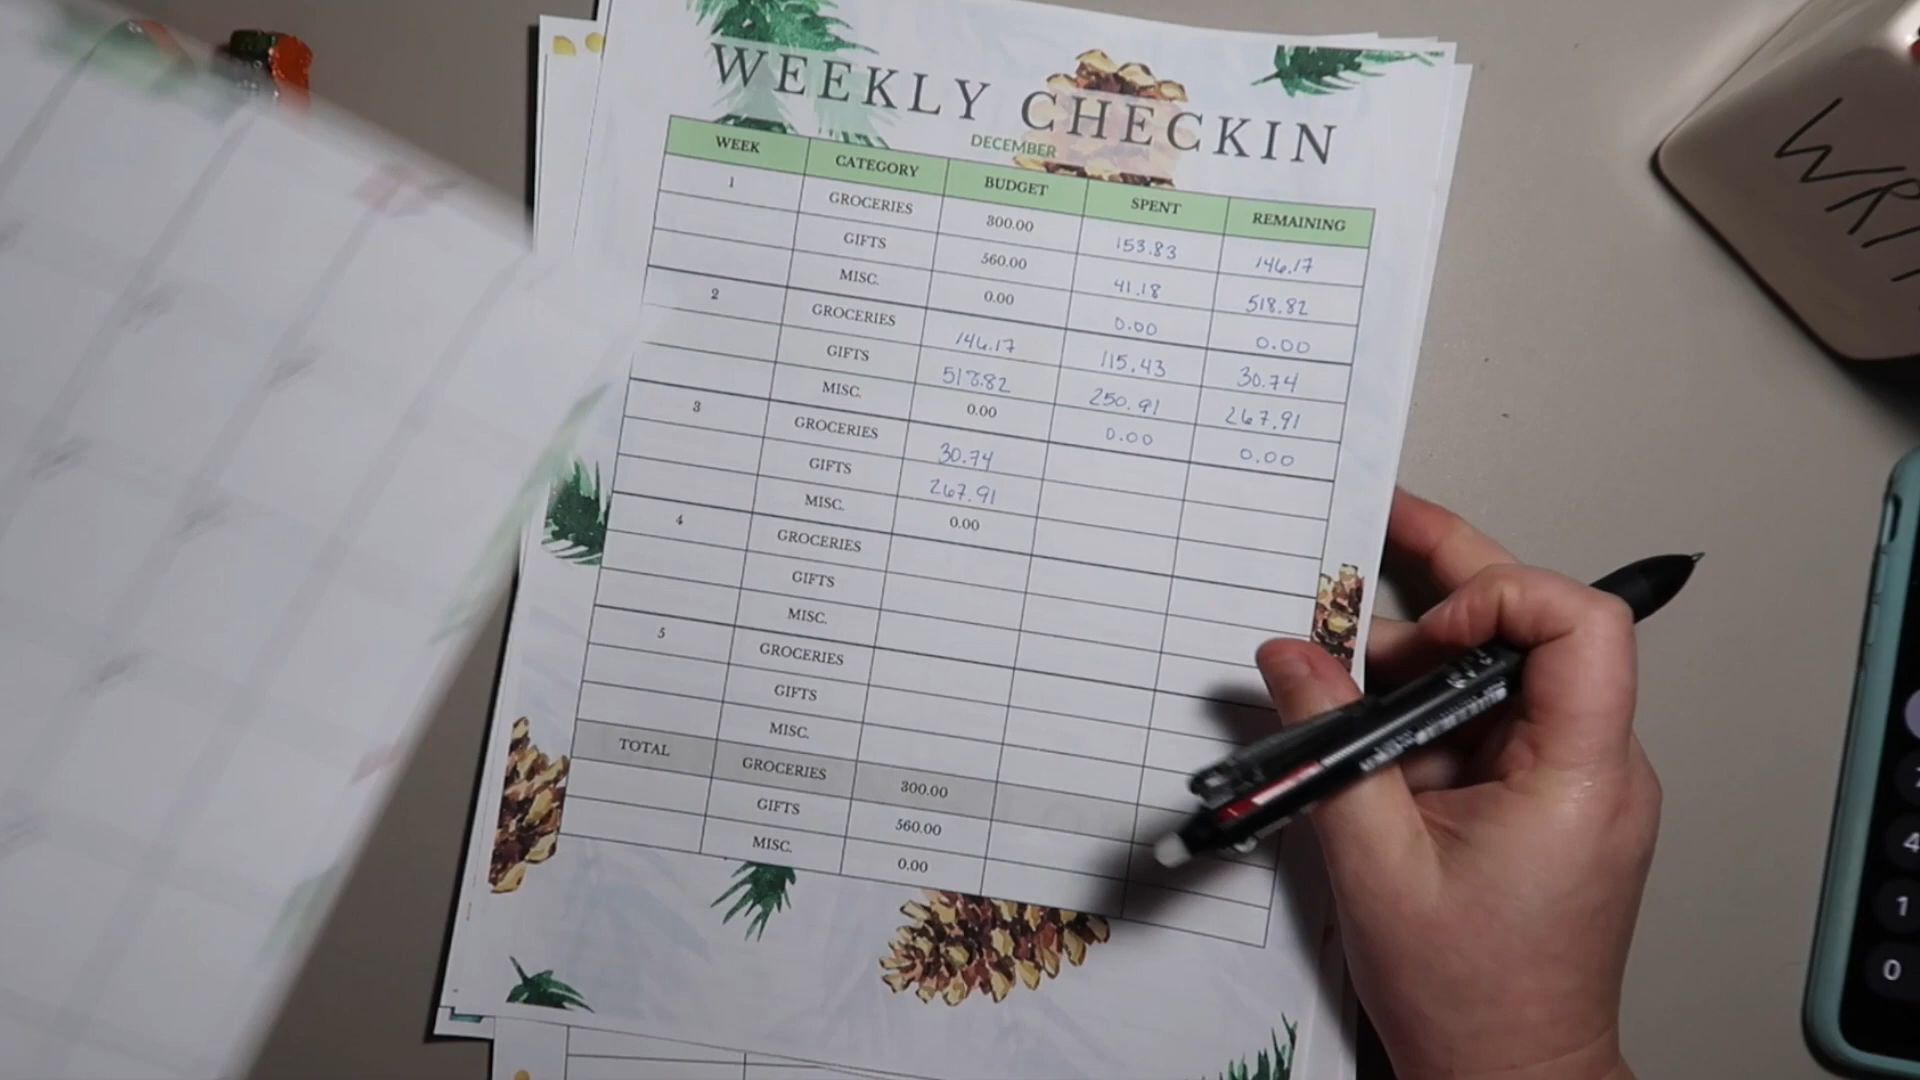 WEEKLY CHECKIN
DECEMBER
WEEK CATEGORY BUDGET SPENT REMAINING
1 GROCERIES 300.00 153.83 146.17
GIFTS 560.00 41.18 518.82
MISC. 0.00 0.00 0.00
2 GROCERIES 146.17 115.43 30.74
GIFTS 518.82 250.91 267.91
MISC. 0.00 0.00 0.00
3 GROCERIES 30.74
GIFTS 267.91
MISC. 0.00
4 GROCERIES
GIFTS
MISC.
5 GROCERIES
GIFTS
MISC.
TOTAL GROCERIES 300.00
GIFTS 560.00
MISC. 0.00
4
1
0